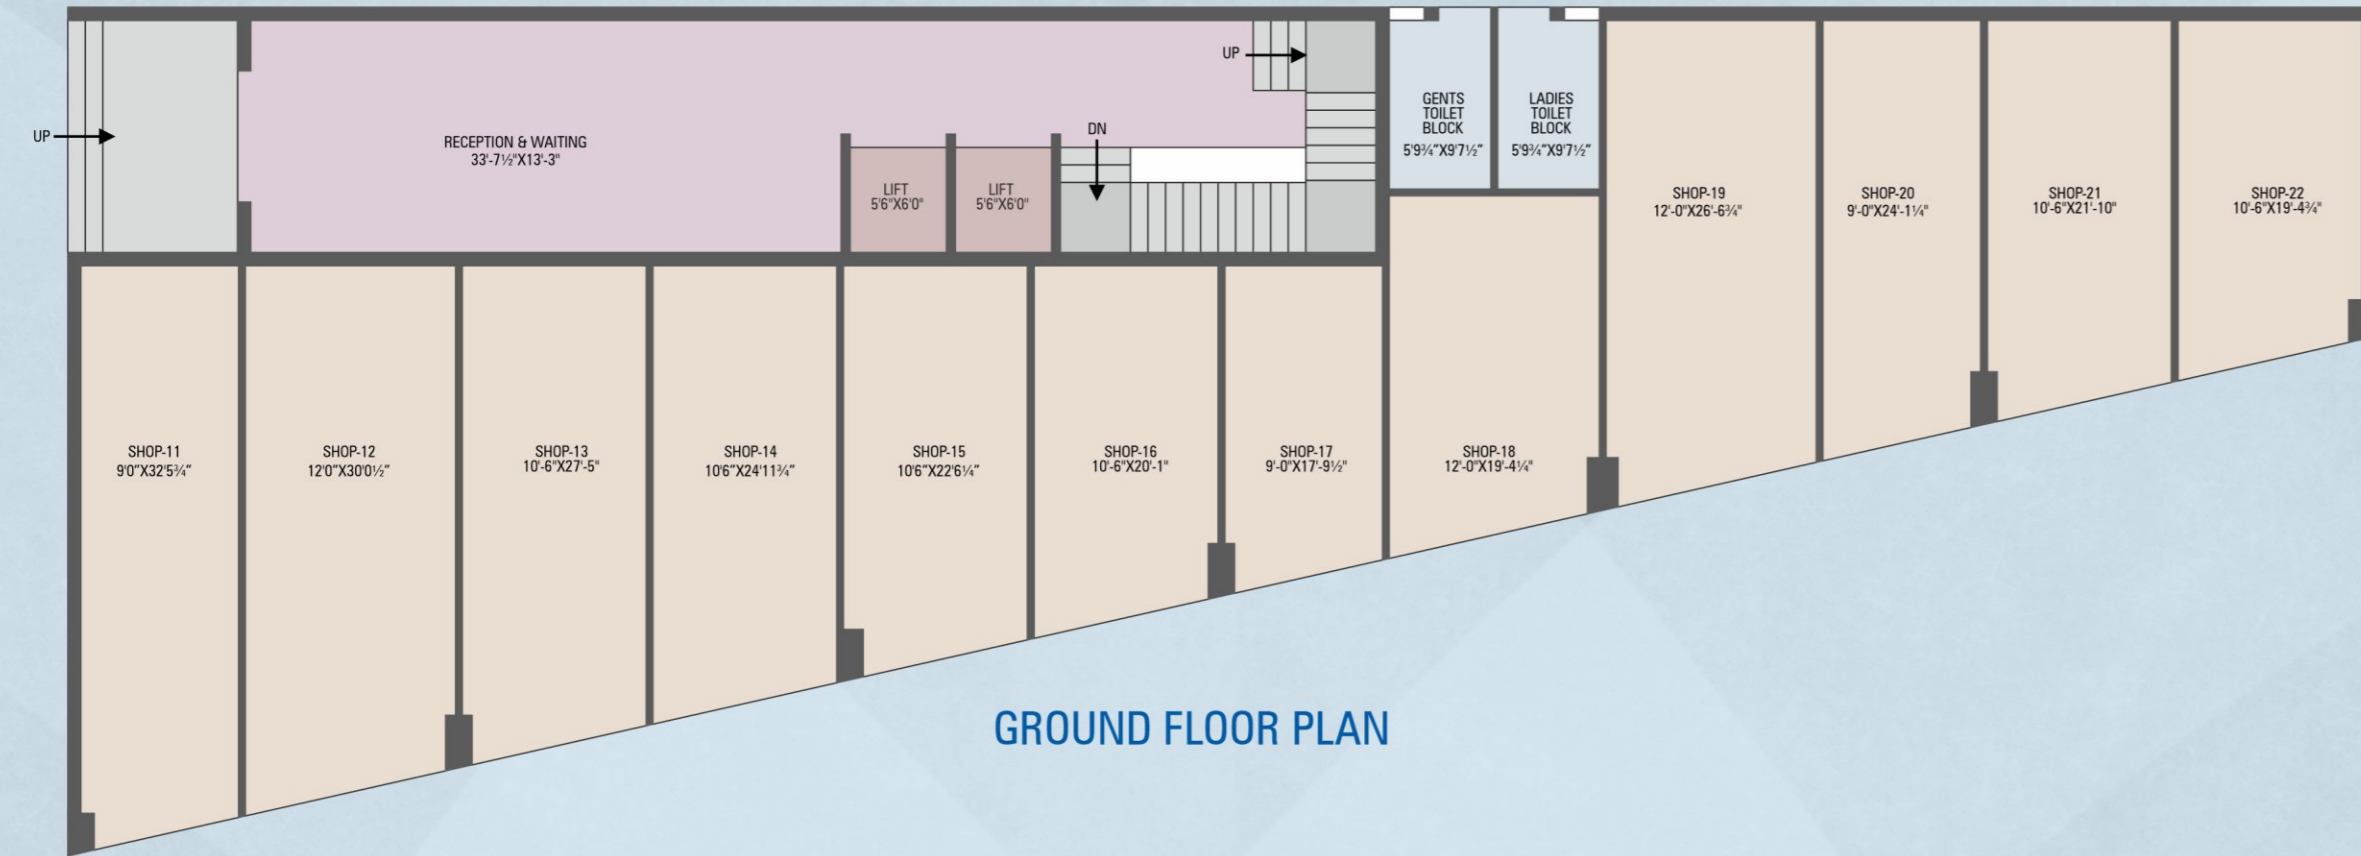 UP
UP
RECEPTION & WAITING
33'-7½"X13'-3"
LIFT
5'6"X6'0"
LIFT
5'6"X6'0"
DN
GENTS
TOILET
BLOCK
5'9¾"X9'7½"
LADIES
TOILET
BLOCK
5'9¾"X9'7½"
SHOP-19
12'-0"X26'-6¾"
SHOP-20
9'-0"X24'-1¼"
SHOP-21
10'-6"X21'-10"
SHOP-22
10'-6"X19'-4¾"
SHOP-11
9'0"X32'5¾"
SHOP-12
12'0"X30'0½"
SHOP-13
10'-6"X27'-5"
SHOP-14
10'6"X24'11¾"
SHOP-15
10'6"X22'6¼"
SHOP-16
10'-6"X20'-1"
SHOP-17
9'-0"X17'-9½"
SHOP-18
12'-0"X19'-4¼"
GROUND FLOOR PLAN